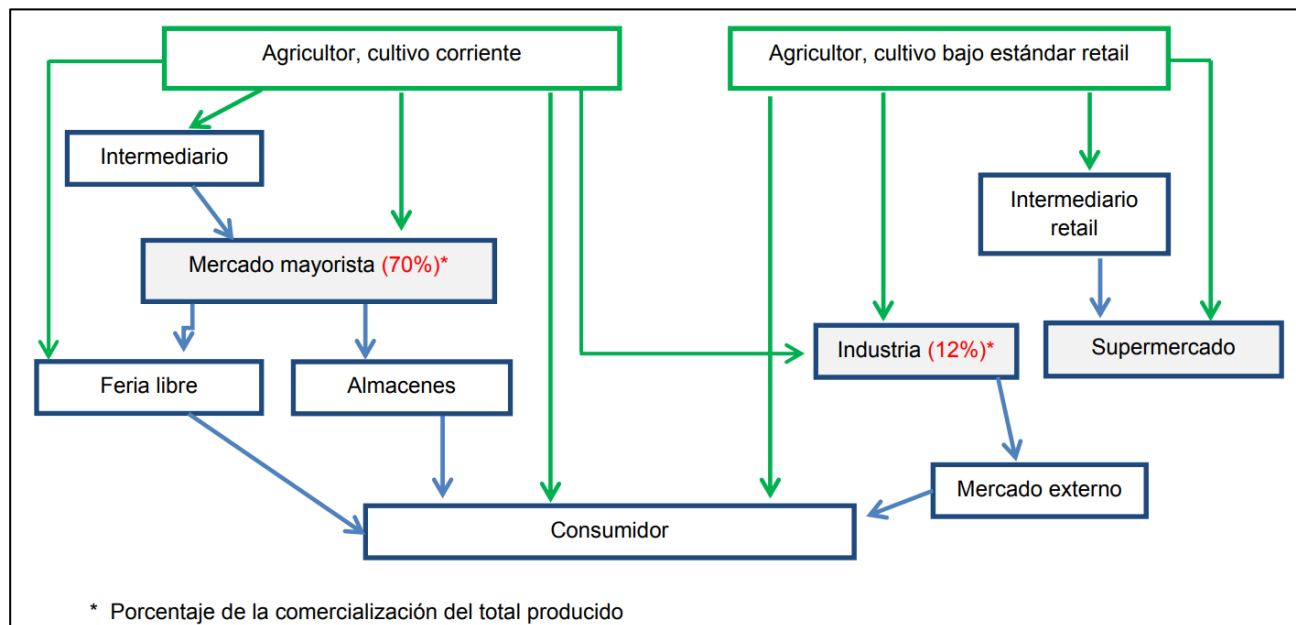 Agricultor, cultivo corriente
Agricultor, cultivo bajo estándar retail
Intermediario
Intermediario
retail
Mercado mayorista (70%)*
Industria (12%)*
Supermercado
Feria libre
Almacenes
Mercado externo
Consumidor
* Porcentaje de la comercialización del total producido